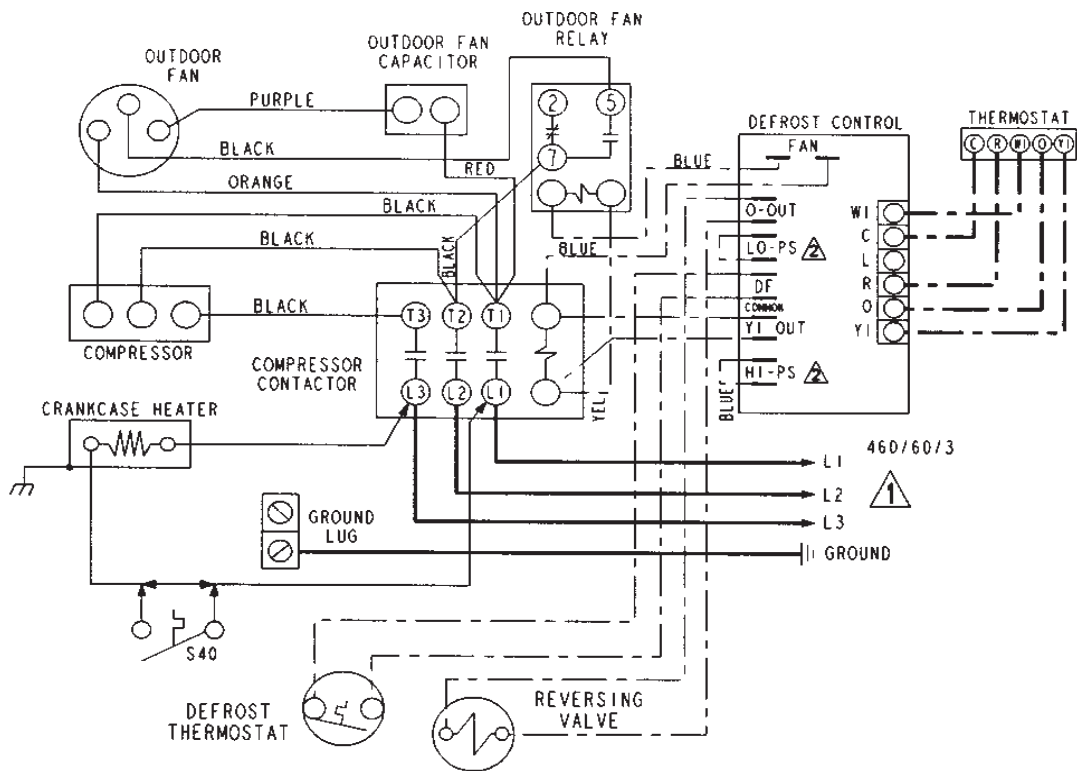 OUTDOOR FAN
RELAY
OUTDOOR FAN
CAPACITOR
OUTDOOR
FAN
PURPLE
2
5
7
BLACK
ORANGE
RED
BLACK
BLACK
BLACK
BLUE
BLUE
DEFROST CONTROL
FAN
THERMOSTAT
C
R
W1
O
Y1
O-OUT
LO-PS
2
DF
COMMON
Y1 OUT
HI-PS
2
BLUE
W1
C
L
R
O
Y1
BLACK
COMPRESSOR
T3
T2
T1
L3
L2
L1
COMPRESSOR
CONTACTOR
YEL
CRANKCASE HEATER
460/60/3
L1
L2
1
L3
GROUND
LUG
GROUND
S40
DEFROST
THERMOSTAT
REVERSING
VALVE